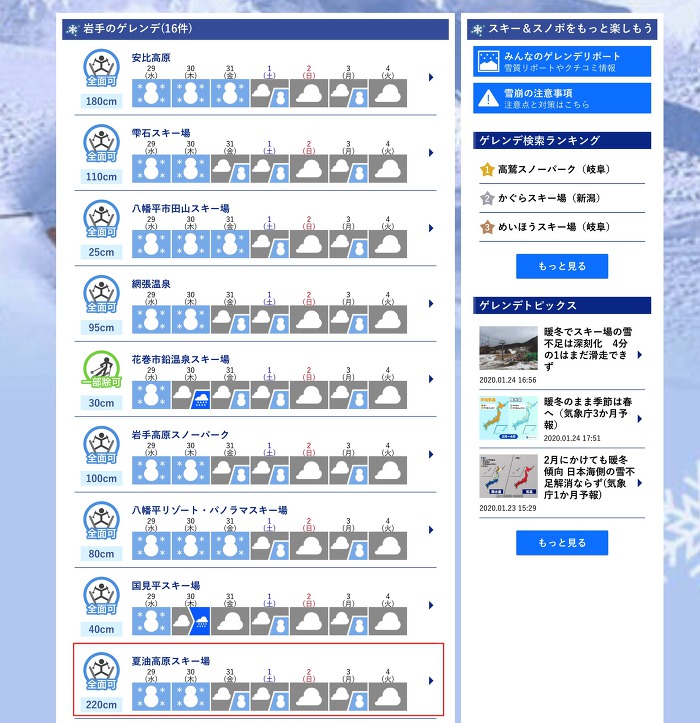 岩手のゲレンデ(16件)
安比高原
29 30 31 1 2 3 4
(水) (木) (金) (土) (日) (月) (火)
全面可
180cm
雫石スキー場
29 30 31 1 2 3 4
(水) (木) (金) (土) (日) (月) (火)
全面可
110cm
八幡平市田山スキー場
29 30 31 1 2 3 4
(水) (木) (金) (土) (日) (月) (火)
全面可
25cm
網張温泉
29 30 31 1 2 3 4
(水) (木) (金) (土) (日) (月) (火)
全面可
95cm
花巻市鉛温泉スキー場
29 30 31 1 2 3 4
(水) (木) (金) (土) (日) (月) (火)
一部除可
30cm
岩手高原スノーパーク
29 30 31 1 2 3 4
(水) (木) (金) (土) (日) (月) (火)
全面可
100cm
八幡平リゾート・パノラマスキー場
29 30 31 1 2 3 4
(水) (木) (金) (土) (日) (月) (火)
全面可
80cm
国見平スキー場
29 30 31 1 2 3 4
(水) (木) (金) (土) (日) (月) (火)
全面可
40cm
夏油高原スキー場
29 30 31 1 2 3 4
(水) (木) (金) (土) (日) (月) (火)
全面可
220cm
スキー＆スノボをもっと楽しもう
みんなのゲレンデリポート
雪質リポートやクチコミ情報
雪崩の注意事項
注意点と対策はこちら
ゲレンデ検索ランキング
1 高鷲スノーパーク（岐阜）
2 かぐらスキー場（新潟）
3 めいほうスキー場（岐阜）
もっと見る
ゲレンデトピックス
暖冬でスキー場の雪
不足は深刻化　4分
の1はまだ滑走でき
ず
2020.01.24 16:56
暖冬のまま季節は春
へ（気象庁3か月予
報）
2020.01.24 17:51
2月にかけても暖冬
傾向 日本海側の雪不
足解消ならず(気象
庁1か月予報)
2020.01.23 15:29
もっと見る